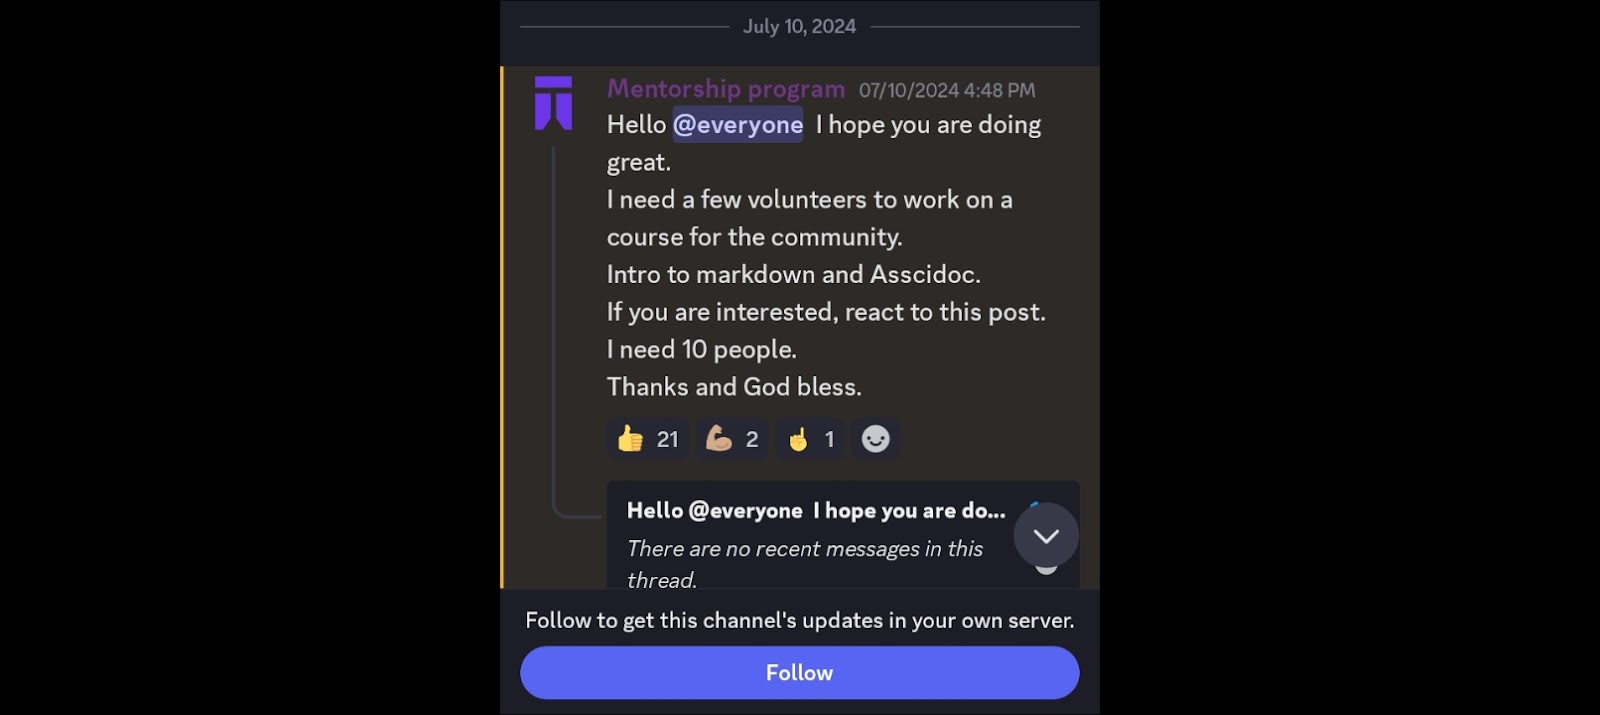 July 10, 2024
Mentorship program 07/10/2024 4:48 PM
Hello @everyone I hope you are doing
great.
I need a few volunteers to work on a
course for the community.
Intro to markdown and Asscidoc.
If you are interested, react to this post.
I need 10 people.
Thanks and God bless.
21 2 1
Hello @everyone I hope you are do...
There are no recent messages in this
thread.
Follow to get this channel's updates in your own server.
Follow